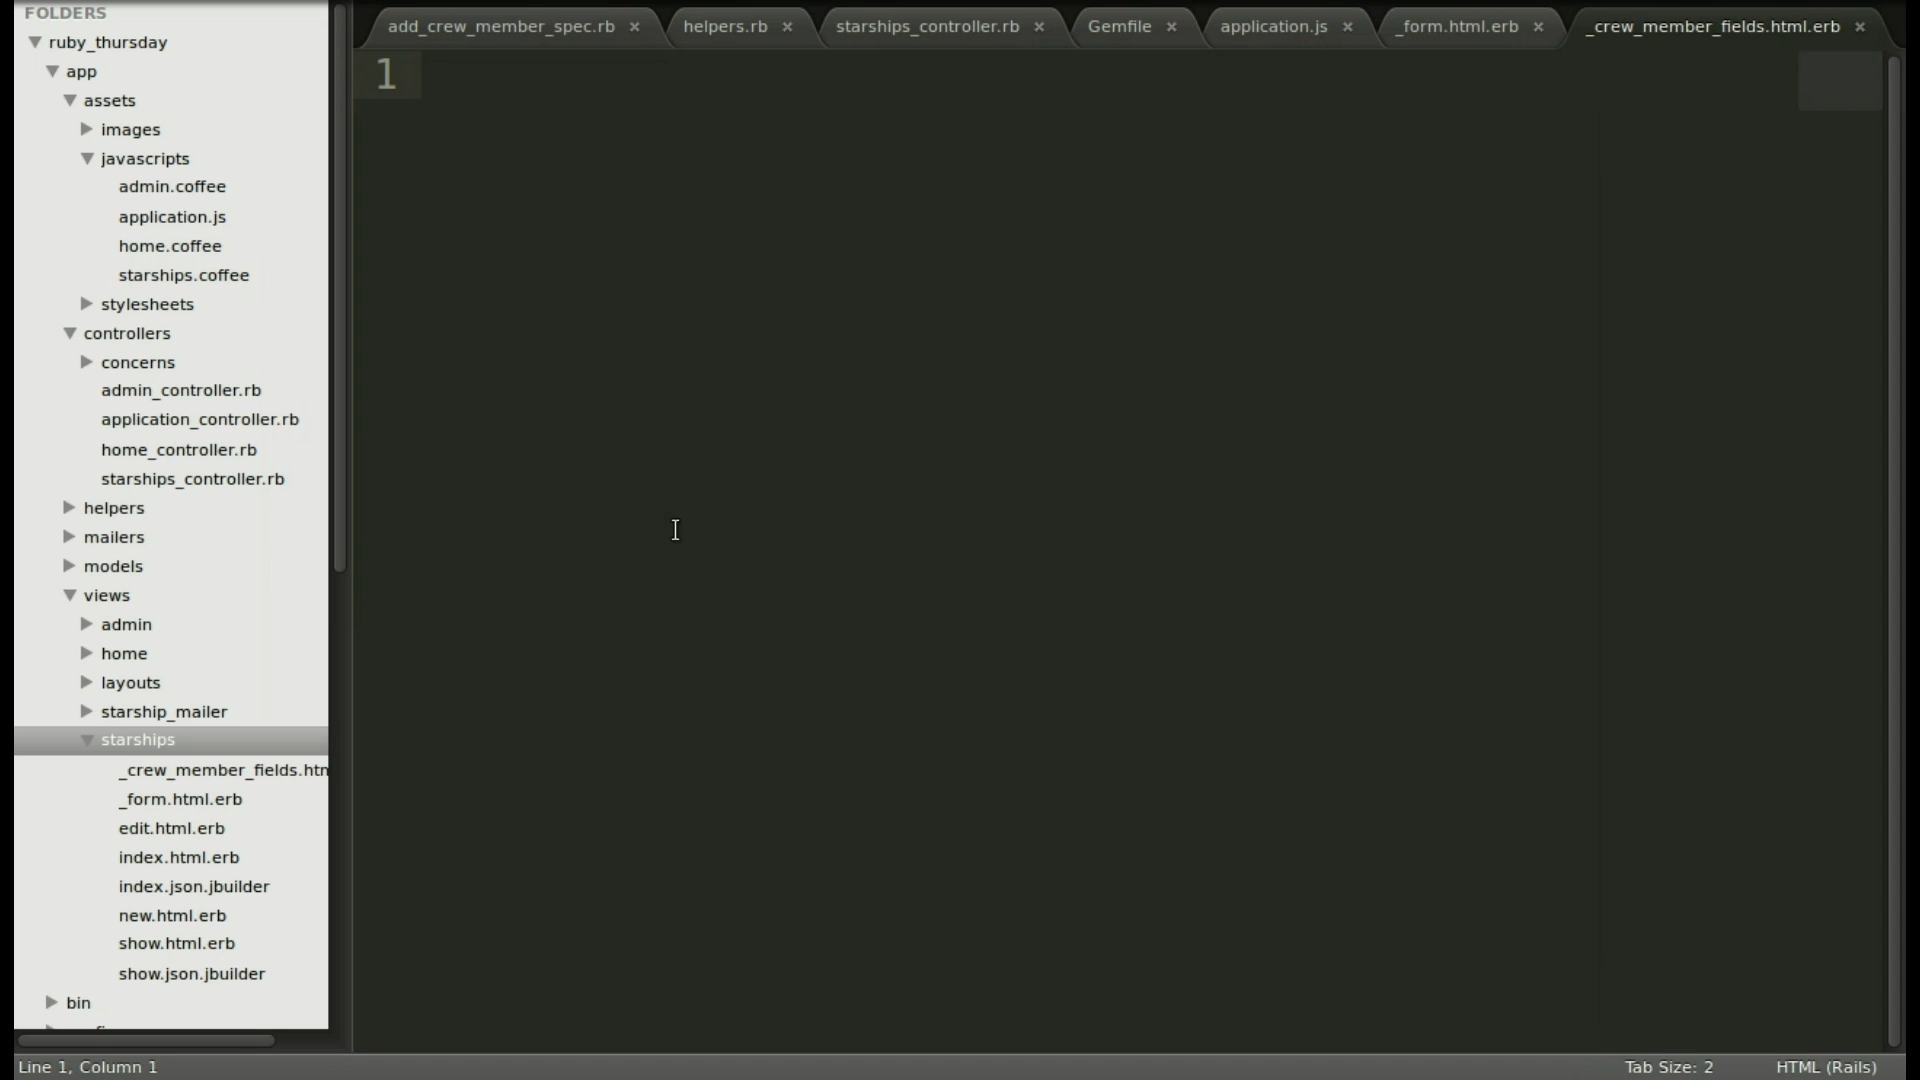 FOLDERS
ruby_thursday
app
assets
images
javascripts
admin.coffee
application.js
home.coffee
starships.coffee
stylesheets
controllers
concerns
admin_controller.rb
application_controller.rb
home_controller.rb
starships_controller.rb
helpers
mailers
models
views
admin
home
layouts
starship_mailer
starships
_crew_member_fields.htm
_form.html.erb
edit.html.erb
index.html.erb
index.json.jbuilder
new.html.erb
show.html.erb
show.json.jbuilder
bin
add_crew_member_spec.rb × helpers.rb × starships_controller.rb × Gemfile × application.js × _form.html.erb × _crew_member_fields.html.erb ×
1
Line 1, Column 1 Tab Size: 2 HTML (Rails)